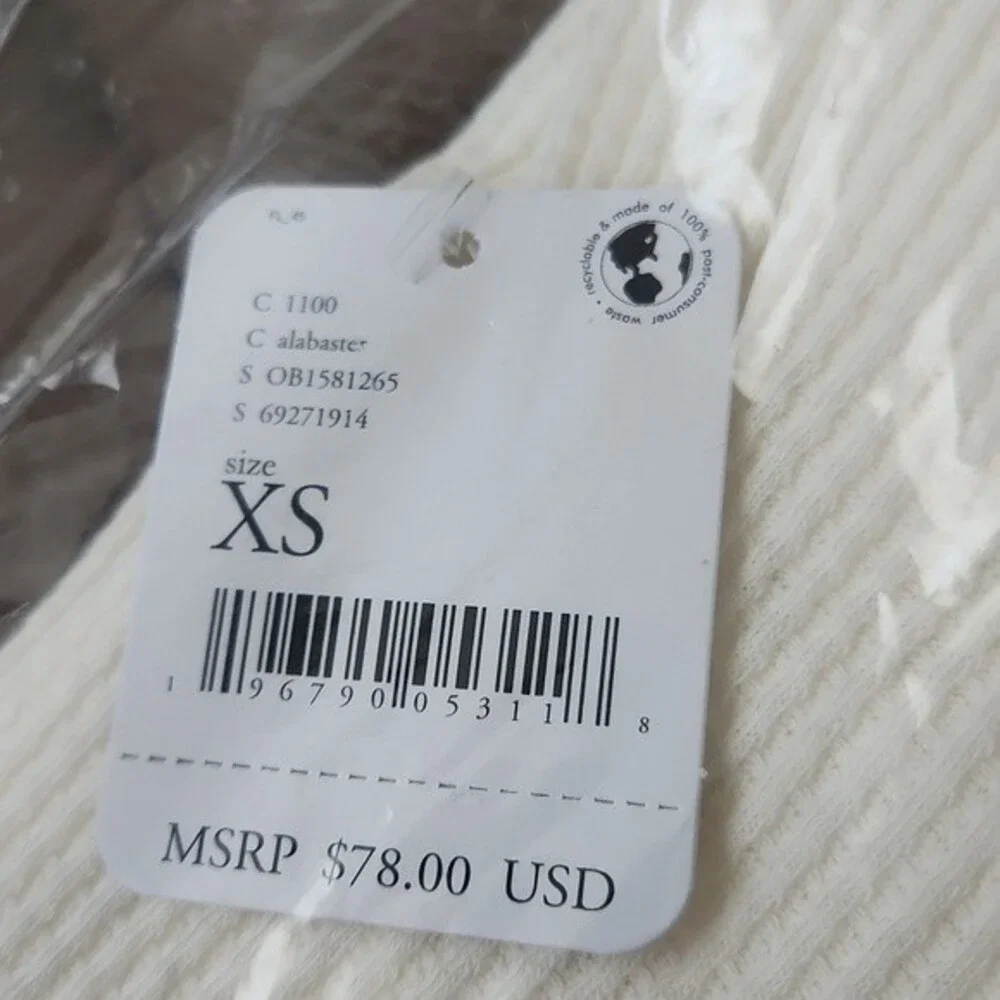 recyclable & made of 100% post-consumer waste •
C 1100
C alabaster
S OB1581265
S 69271914
size
XS
1 96790 05311 8
MSRP $78.00 USD